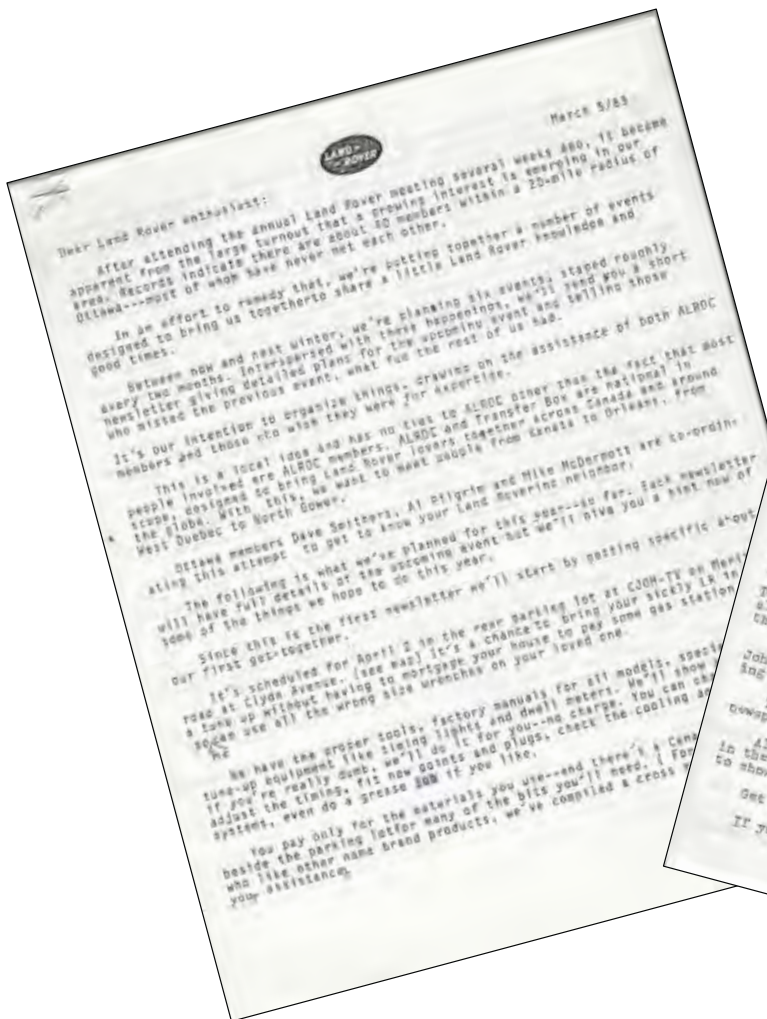 March 5/83
LAND ROVER
Dear Land Rover enthusiast:
After attending the annual Land Rover meeting several weeks ago, it became
apparent from the large turnout that a growing interest is emerging in our
area. Records indicate there are about 80 members within a 20-mile radius of
Ottawa---most of whom have never met each other.
In an effort to remedy that, we're putting together a number of events
designed to bring us togetherto share a little Land Rover knowledge and
good times.
Between now and next winter, we're planning six events, staged roughly
every two months. Interspersed with these happenings, we'll send you a short
newsletter giving detailed plans for the upcoming event and telling those
who missed the previous event, what fun the rest of us had.
It's our intention to organize things, drawing on the assistance of both ALROC
members and those who wish they were for expertise.
This is a local idea and has no ties to ALROC other than the fact that most
people involved are ALROC members. ALROC and Transfer Box are national in
scope, designed to bring Land Rover lovers together across Canada and around
the globe. With this, we want to meet people from Kanata to Orleans, from
West Quebec to North Gower.
Ottawa members Dave Smithers, Al Pilgrim and Mike McDermott are co-ordin-
ating this attempt to get to know your Land Rovering neighbor.
The following is what we've planned for this year--so far. Each newsletter
will have full details of the upcoming event but we'll give you a hint now of
some of the things we hope to do this year.
Since this is the first newsletter we'll start by getting specific about
our first get-together.
It's scheduled for April 2 in the rear parking lot at CJOH-TV on
road at Clyde Avenue. (see map) It's a chance to bring your sickly LR in
a tune up without having to mortgage your house to pay some gas station
so can use all the wrong size wrenches on your loved one.
We have the proper tools, factory manuals for all models,
tune-up equipment like timing lights and dwell meters. We'll show
if you're really dumb, we'll do it for you--no charge. You can
adjust the timing, fit new points and plugs, check the cooling
system, even do a grease job if you like.
You pay only for the materials you use--and there's a
beside the parking lotfor many of the bits you'll need. (
who like other name brand products, we've compiled a cross
your assistance
John
ing
in the
to
Get
If